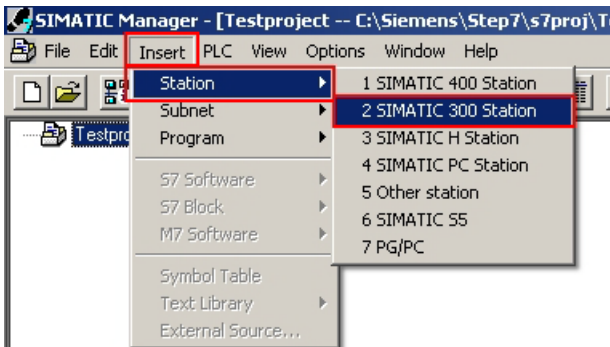 SIMATIC Manager - [Testproject -- C:\Siemens\Step7\s7proj\T
File Edit Insert PLC View Options Window Help
Testpro
Station
Subnet
Program
S7 Software
S7 Block
M7 Software
Symbol Table
Text Library
External Source...
1 SIMATIC 400 Station
2 SIMATIC 300 Station
3 SIMATIC H Station
4 SIMATIC PC Station
5 Other station
6 SIMATIC S5
7 PG/PC